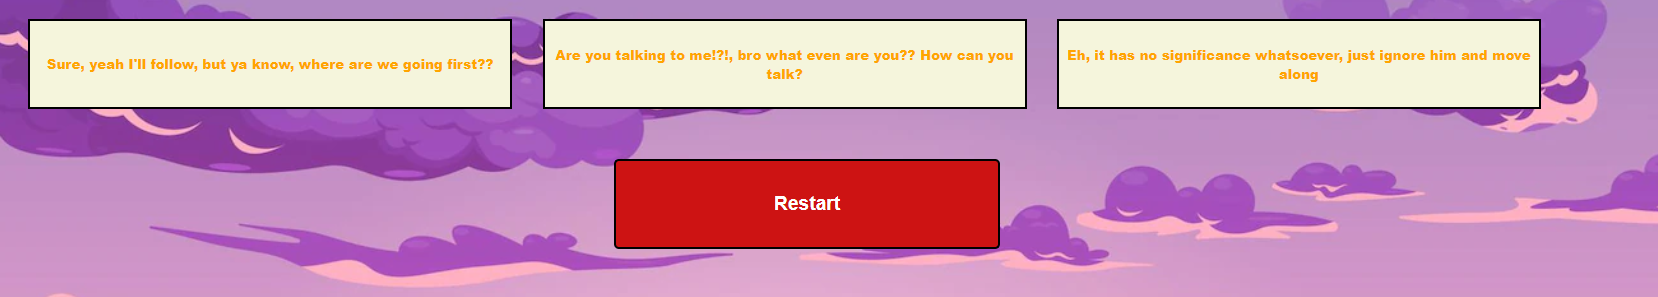 Sure, yeah I'll follow, but ya know, where are we going first??
Are you talking to me!?!, bro what even are you?? How can you
talk?
Eh, it has no significance whatsoever, just ignore him and move
along
Restart